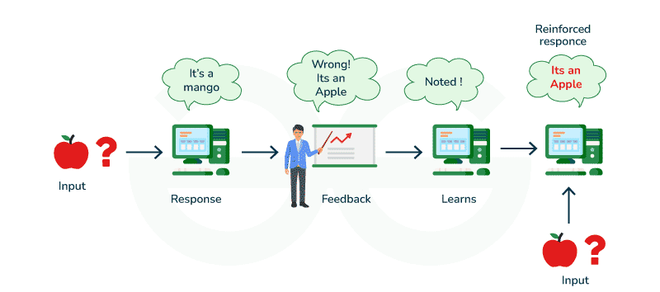 Reinforced
responce
It's a
mango
Wrong!
Its an
Apple
Noted !
Its an
Apple
?
Input
Response
Feedback
Learns
?
Input